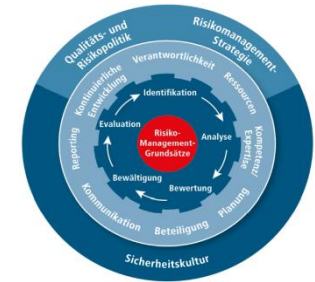 Qualitäts- und
Risikopolitik
Risikomanagement-
Strategie
Kontinuierliche
Entwicklung
Verantwortlichkeit
Ressourcen
Kompetenz/
Expertise
Planung
Beteiligung
Kommunikation
Reporting
Identifikation
Analyse
Bewertung
Bewältigung
Evaluation
Risiko-
Management-
Grundsätze
Sicherheitskultur